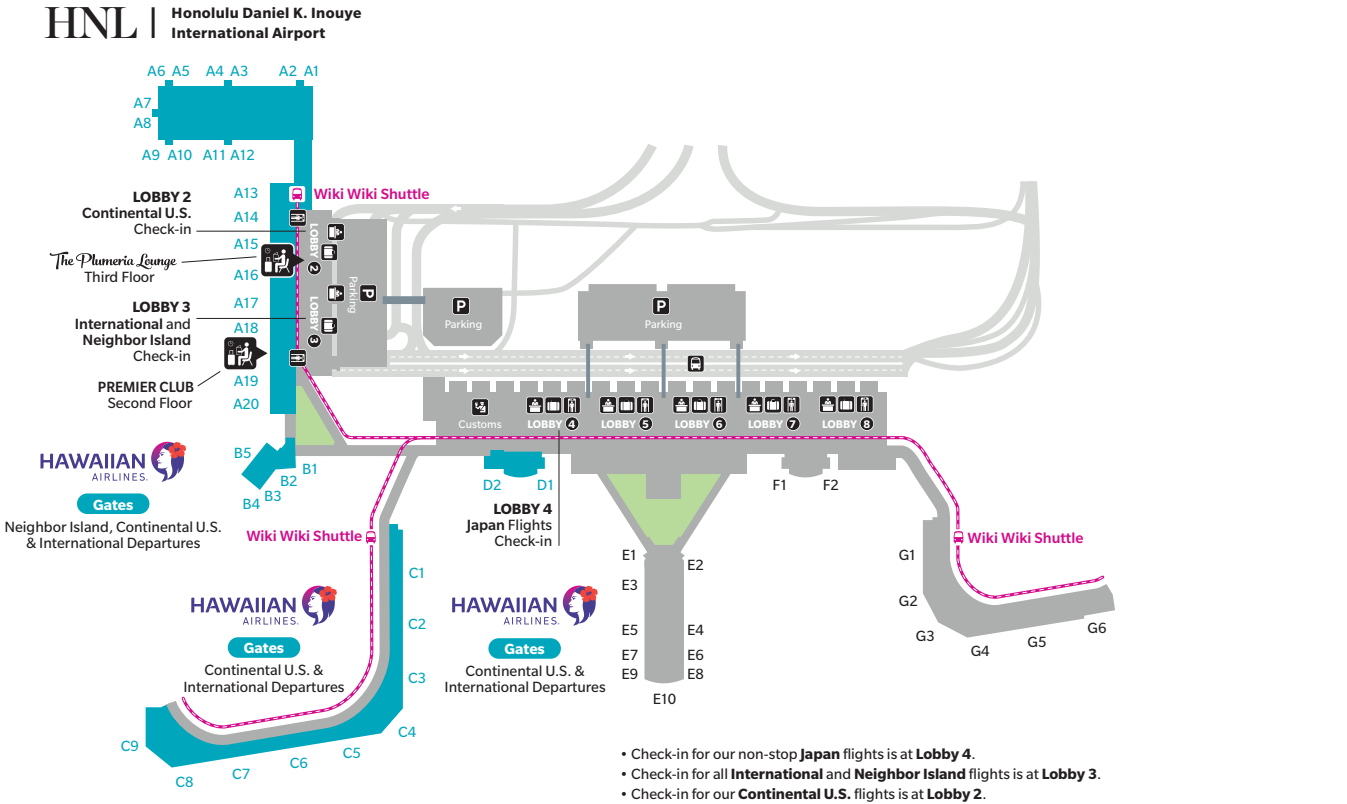 HNL
Honolulu Daniel K. Inouye
International Airport
A6 A5 A4 A3 A2 A1
A7
A8
A9 A10 A11 A12
A13
Wiki Wiki Shuttle
LOBBY 2
Continental U.S.
Check-in
A14
LOBBY 2
A15
The Plumeria Lounge
Third Floor
A16
LOBBY 3
International and
Neighbor Island
Check-in
A17
A18
LOBBY 3
P
Parking
P
Parking
P
Parking
PREMIER CLUB
Second Floor
A19
A20
Customs
LOBBY 4
LOBBY 5
LOBBY 6
LOBBY 7
LOBBY 8
HAWAIIAN
AIRLINES.
Gates
Neighbor Island, Continental U.S.
& International Departures
B5
B4
B3
B2
B1
D2 D1
F1 F2
LOBBY 4
Japan Flights
Check-in
Wiki Wiki Shuttle
Wiki Wiki Shuttle
HAWAIIAN
AIRLINES.
Gates
Continental U.S. &
International Departures
C1
C2
C3
C4
C5
C6
C7
C8
C9
HAWAIIAN
AIRLINES.
Gates
Continental U.S. &
International Departures
E1 E2
E3
E5 E4
E7 E6
E9 E8
E10
G1
G2
G3
G4
G5
G6
• Check-in for our non-stop Japan flights is at Lobby 4.
• Check-in for all International and Neighbor Island flights is at Lobby 3.
• Check-in for our Continental U.S. flights is at Lobby 2.